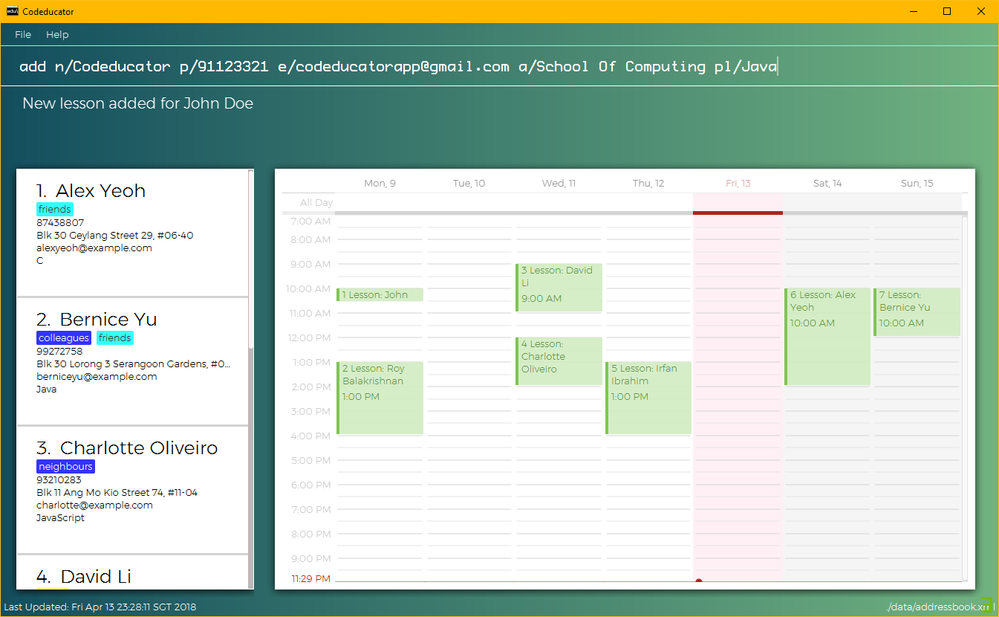 edu\
Codeducator
File Help
add n/Codeducator p/91123321 e/codeducatorapp@gmail.com a/School Of Computing pl/Java
New lesson added for John Doe
1. Alex Yeoh
friends
87438807
Blk 30 Geylang Street 29, #06-40
alexyeoh@example.com
C
2. Bernice Yu
colleagues friends
99272758
Blk 30 Lorong 3 Serangoon Gardens, #0...
berniceyu@example.com
Java
3. Charlotte Oliveiro
neighbours
93210283
Blk 11 Ang Mo Kio Street 74, #11-04
charlotte@example.com
JavaScript
4. David Li
Mon, 9 Tue, 10 Wed, 11 Thu, 12 Fri, 13 Sat, 14 Sun, 15
All Day
7:00 AM
8:00 AM
9:00 AM
10:00 AM
11:00 AM
12:00 PM
1:00 PM
2:00 PM
3:00 PM
4:00 PM
5:00 PM
6:00 PM
7:00 PM
8:00 PM
9:00 PM
11:29 PM
1 Lesson: John
2 Lesson: Roy
Balakrishnan
1:00 PM
3 Lesson: David
Li
9:00 AM
4 Lesson:
Charlotte
Oliveiro
5 Lesson: Irfan
Ibrahim
1:00 PM
6 Lesson: Alex
Yeoh
10:00 AM
7 Lesson:
Bernice Yu
10:00 AM
Last Updated: Fri Apr 13 23:28:11 SGT 2018
./data/addressbook.xml